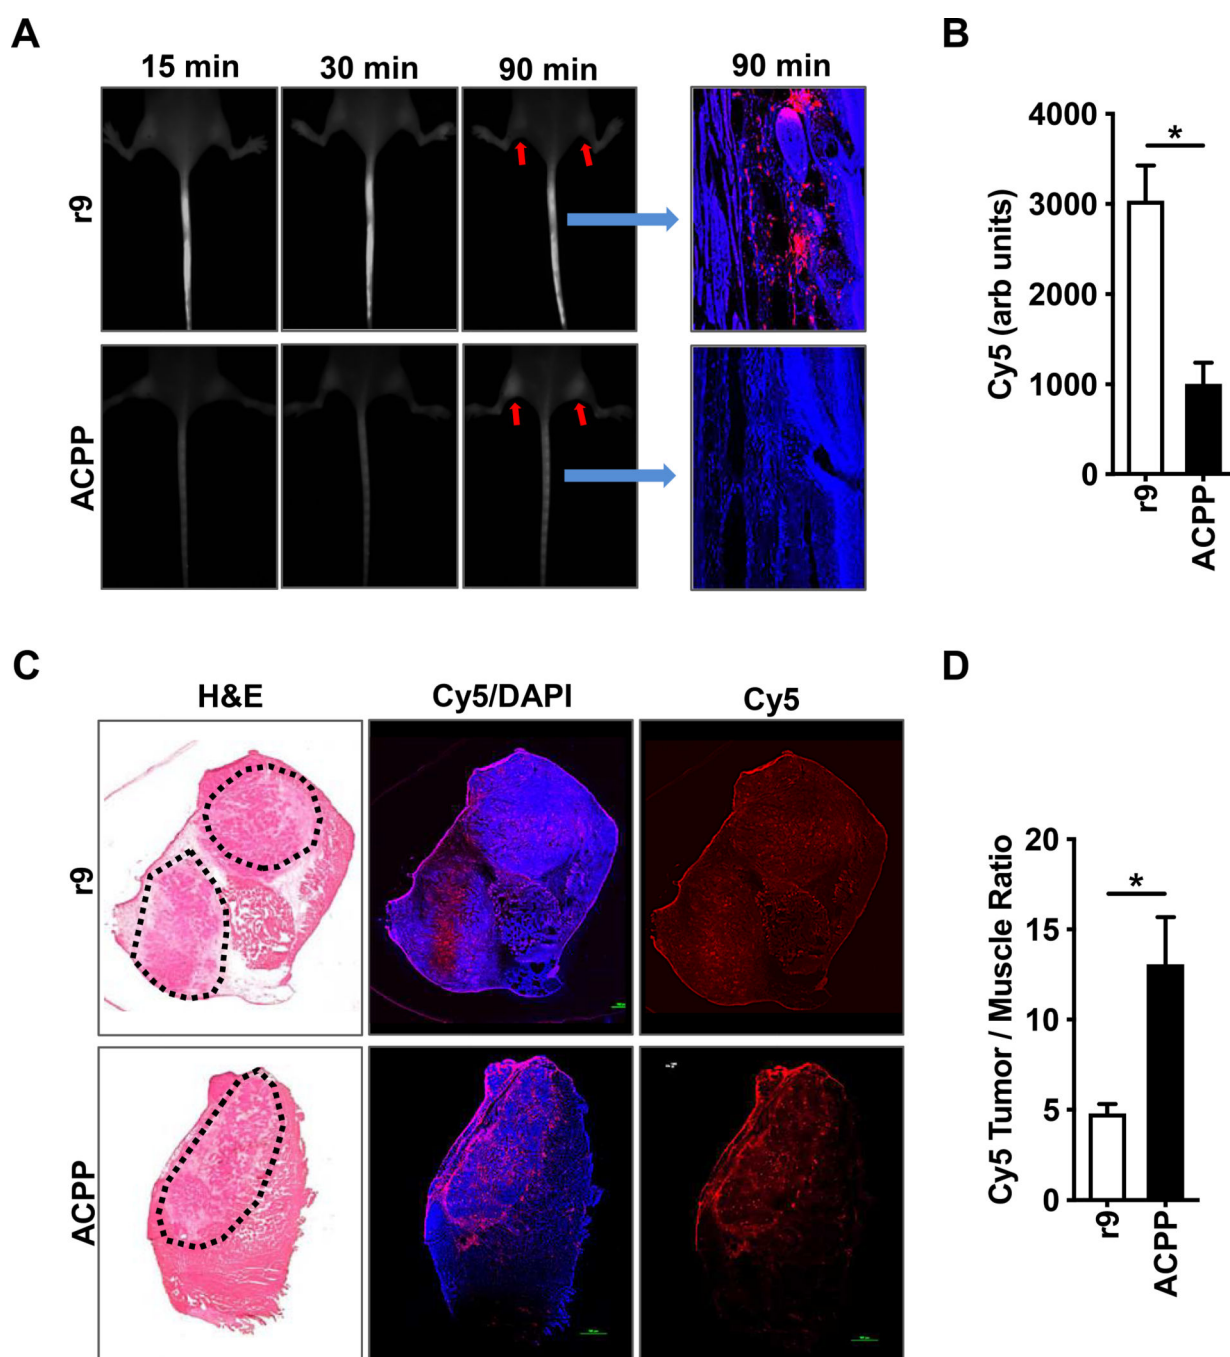 A
15 min
30 min
90 min
90 min
r9
ACPP
B
4000
3000
2000
1000
0
Cy5 (arb units)
*
r9
ACPP
C
H&E
Cy5/DAPI
Cy5
r9
ACPP
D
20
15
10
5
0
Cy5 Tumor / Muscle Ratio
*
r9
ACPP